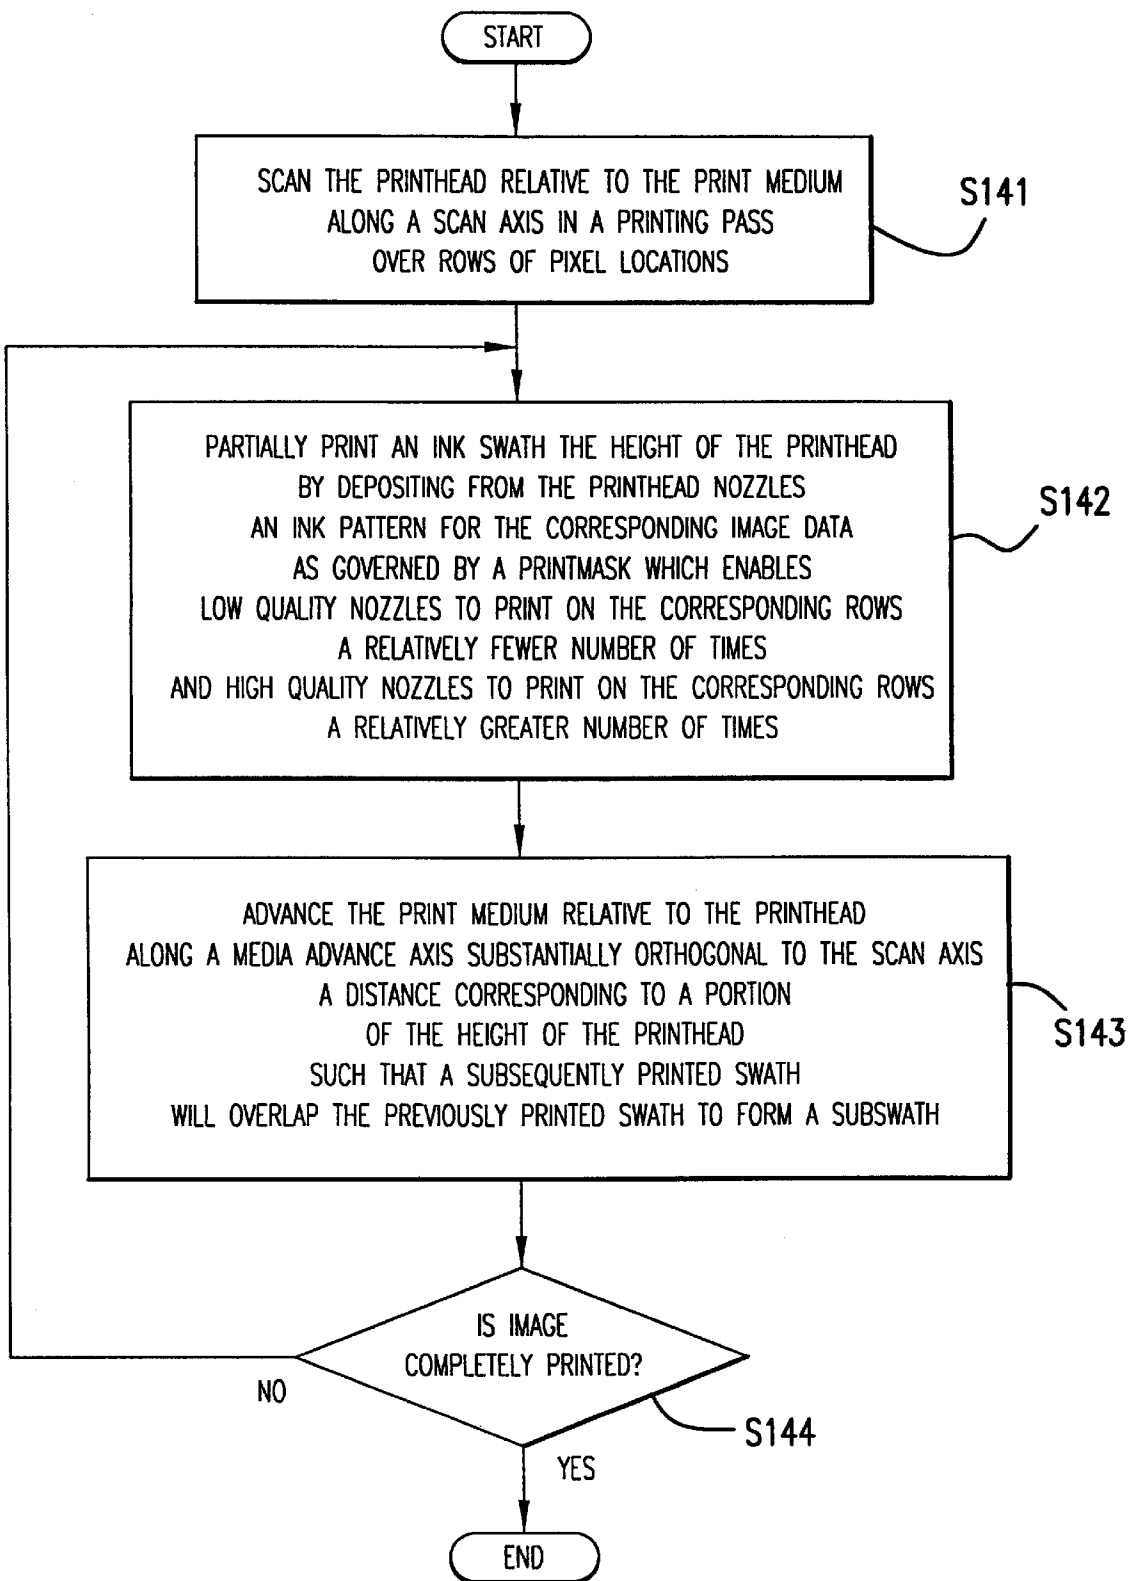 START
SCAN THE PRINTHEAD RELATIVE TO THE PRINT MEDIUM
ALONG A SCAN AXIS IN A PRINTING PASS
OVER ROWS OF PIXEL LOCATIONS
S141
PARTIALLY PRINT AN INK SWATH THE HEIGHT OF THE PRINTHEAD
BY DEPOSITING FROM THE PRINTHEAD NOZZLES
AN INK PATTERN FOR THE CORRESPONDING IMAGE DATA
AS GOVERNED BY A PRINTMASK WHICH ENABLES
LOW QUALITY NOZZLES TO PRINT ON THE CORRESPONDING ROWS
A RELATIVELY FEWER NUMBER OF TIMES
AND HIGH QUALITY NOZZLES TO PRINT ON THE CORRESPONDING ROWS
A RELATIVELY GREATER NUMBER OF TIMES
S142
ADVANCE THE PRINT MEDIUM RELATIVE TO THE PRINTHEAD
ALONG A MEDIA ADVANCE AXIS SUBSTANTIALLY ORTHOGONAL TO THE SCAN AXIS
A DISTANCE CORRESPONDING TO A PORTION
OF THE HEIGHT OF THE PRINTHEAD
SUCH THAT A SUBSEQUENTLY PRINTED SWATH
WILL OVERLAP THE PREVIOUSLY PRINTED SWATH TO FORM A SUBSWATH
S143
IS IMAGE
COMPLETELY PRINTED?
NO
S144
YES
END